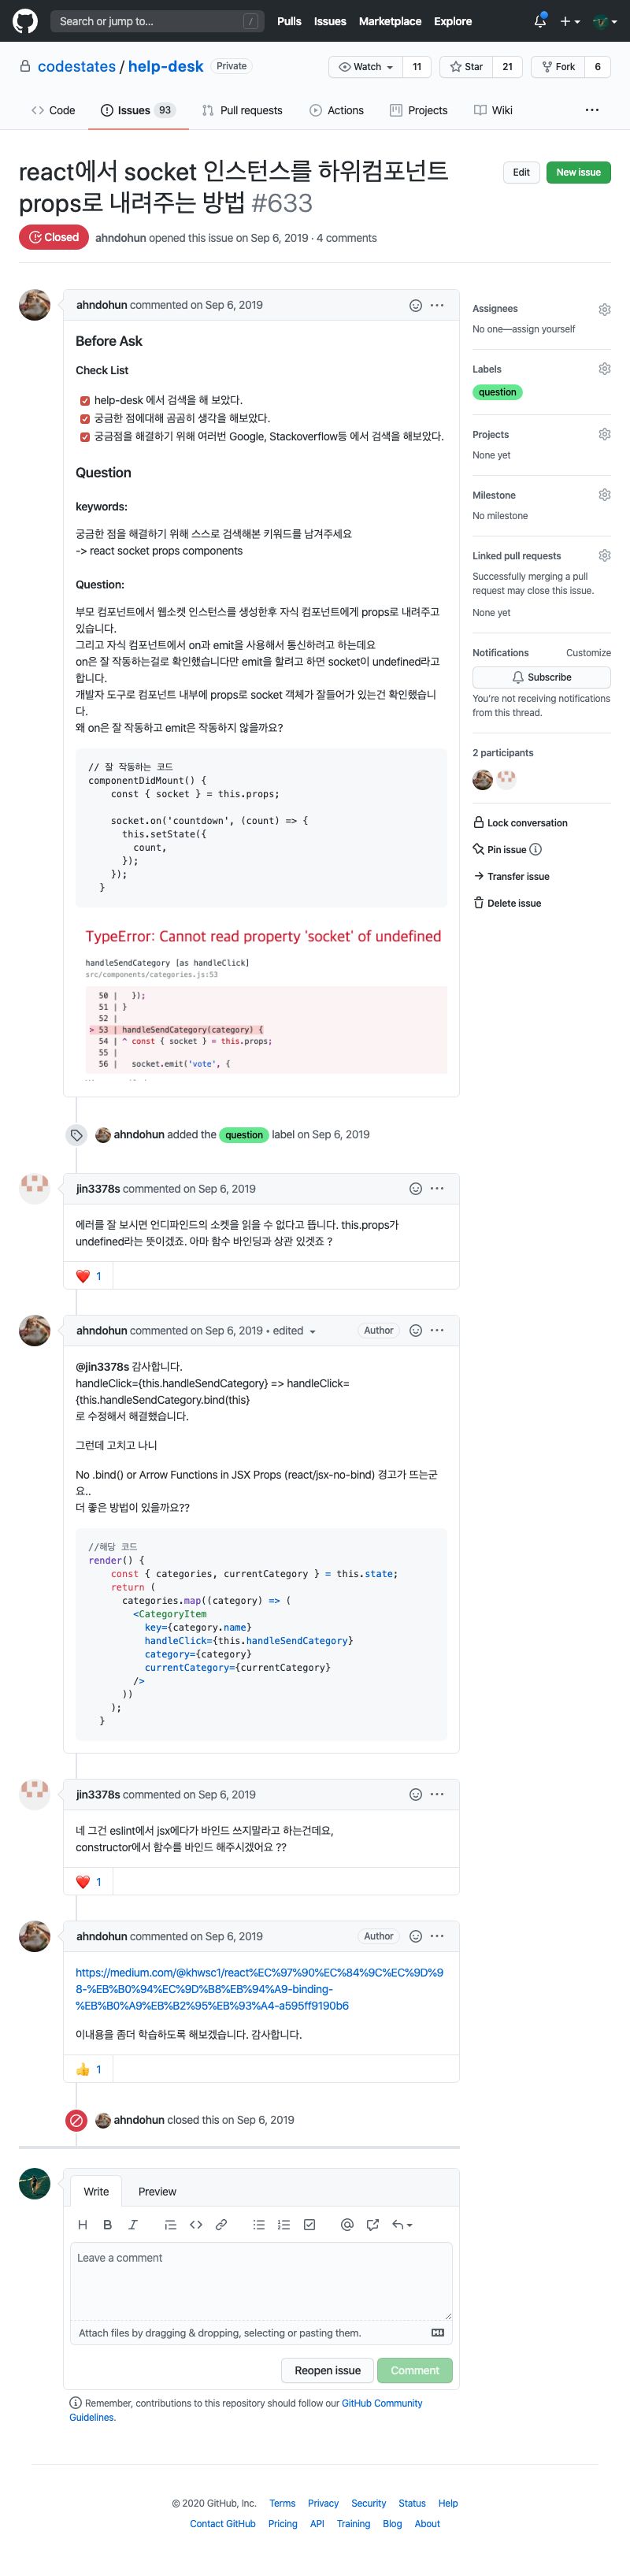 Search or jump to...
/
Pulls
Issues
Marketplace
Explore
codestates / help-desk
Private
Watch
11
Star
21
Fork
6
Code
Issues 93
Pull requests
Actions
Projects
Wiki
react에서 socket 인스턴스를 하위컴포넌트
props로 내려주는 방법 #633
Edit
New issue
Closed
ahndohun opened this issue on Sep 6, 2019 · 4 comments
ahndohun commented on Sep 6, 2019
Before Ask
Check List
help-desk 에서 검색을 해 보았다.
궁금한 점에대해 곰곰히 생각을 해보았다.
궁금점을 해결하기 위해 여러번 Google, Stackoverflow등 에서 검색을 해보았다.
Question
keywords:
궁금한 점을 해결하기 위해 스스로 검색해본 키워드를 남겨주세요
-> react socket props components
Question:
부모 컴포넌트에서 웹소켓 인스턴스를 생성한후 자식 컴포넌트에게 props로 내려주고
있습니다.
그리고 자식 컴포넌트에서 on과 emit을 사용해서 통신하려고 하는데요
on은 잘 작동하는걸로 확인했습니다만 emit을 할려고 하면 socket이 undefined라고
합니다.
개발자 도구로 컴포넌트 내부에 props로 socket 객체가 잘들어가 있는건 확인했습니
다.
왜 on은 잘 작동하고 emit은 작동하지 않을까요?
// 잘 작동하는 코드
componentDidMount() {
const { socket } = this.props;
socket.on('countdown', (count) => {
this.setState({
count,
});
});
}
TypeError: Cannot read property 'socket' of undefined
handleSendCategory [as handleClick]
src/components/categories.js:53
50 | });
51 | }
52 |
> 53 | handleSendCategory(category) {
54 | ^ const { socket } = this.props;
55 |
56 | socket.emit('vote', {
ahndohun added the question label on Sep 6, 2019
jin3378s commented on Sep 6, 2019
에러를 잘 보시면 언디파인드의 소켓을 읽을 수 없다고 뜹니다. this.props가
undefined라는 뜻이겠죠. 아마 함수 바인딩과 상관 있겟죠 ?
❤️ 1
ahndohun commented on Sep 6, 2019 • edited
Author
@jin3378s 감사합니다.
handleClick={this.handleSendCategory} => handleClick=
{this.handleSendCategory.bind(this}
로 수정해서 해결했습니다.
그런데 고치고 나니
No .bind() or Arrow Functions in JSX Props (react/jsx-no-bind) 경고가 뜨는군
요..
더 좋은 방법이 있을까요??
//해당 코드
render() {
const { categories, currentCategory } = this.state;
return (
categories.map((category) => (
<CategoryItem
key={category.name}
handleClick={this.handleSendCategory}
category={category}
currentCategory={currentCategory}
/>
))
);
}
jin3378s commented on Sep 6, 2019
네 그건 eslint에서 jsx에다가 바인드 쓰지말라고 하는건데요,
constructor에서 함수를 바인드 해주시겠어요 ??
❤️ 1
ahndohun commented on Sep 6, 2019
Author
https://medium.com/@khwsc1/react%EC%97%90%EC%84%9C%EC%9D%9
8-%EB%B0%94%EC%9D%B8%EB%94%A9-binding-
%EB%B0%A9%EB%B2%95%EB%93%A4-a595ff9190b6
이내용을 좀더 학습하도록 해보겠습니다. 감사합니다.
👍 1
ahndohun closed this on Sep 6, 2019
Write
Preview
Leave a comment
Attach files by dragging & dropping, selecting or pasting them.
Reopen issue
Comment
Remember, contributions to this repository should follow our GitHub Community
Guidelines.
Assignees
No one—assign yourself
Labels
question
Projects
None yet
Milestone
No milestone
Linked pull requests
Successfully merging a pull
request may close this issue.
None yet
Notifications
Customize
Subscribe
You're not receiving notifications
from this thread.
2 participants
Lock conversation
Pin issue
Transfer issue
Delete issue
© 2020 GitHub, Inc.
Terms
Privacy
Security
Status
Help
Contact GitHub
Pricing
API
Training
Blog
About